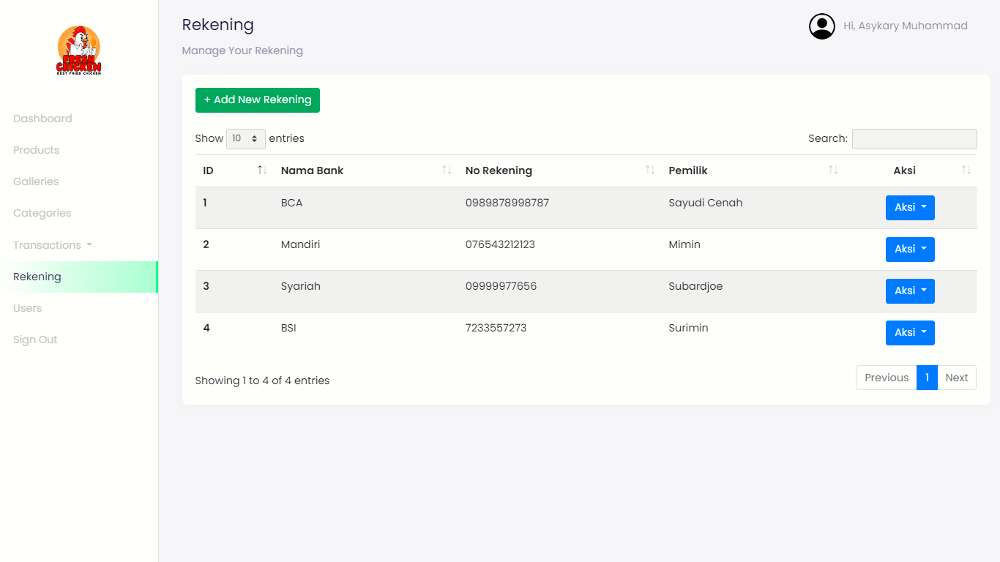 FRESH
CHICKEN
BEST FRIED CHICKEN
Dashboard
Products
Galleries
Categories
Transactions
Rekening
Users
Sign Out
Rekening
Hi, Asykary Muhammad
Manage Your Rekening
+ Add New Rekening
Show 10 entries Search:
ID Nama Bank No Rekening Pemilik Aksi
1 BCA 0989878998787 Sayudi Cenah Aksi
2 Mandiri 076543212123 Mimin Aksi
3 Syariah 09999977656 Subardjoe Aksi
4 BSI 7233557273 Surimin Aksi
Showing 1 to 4 of 4 entries Previous 1 Next